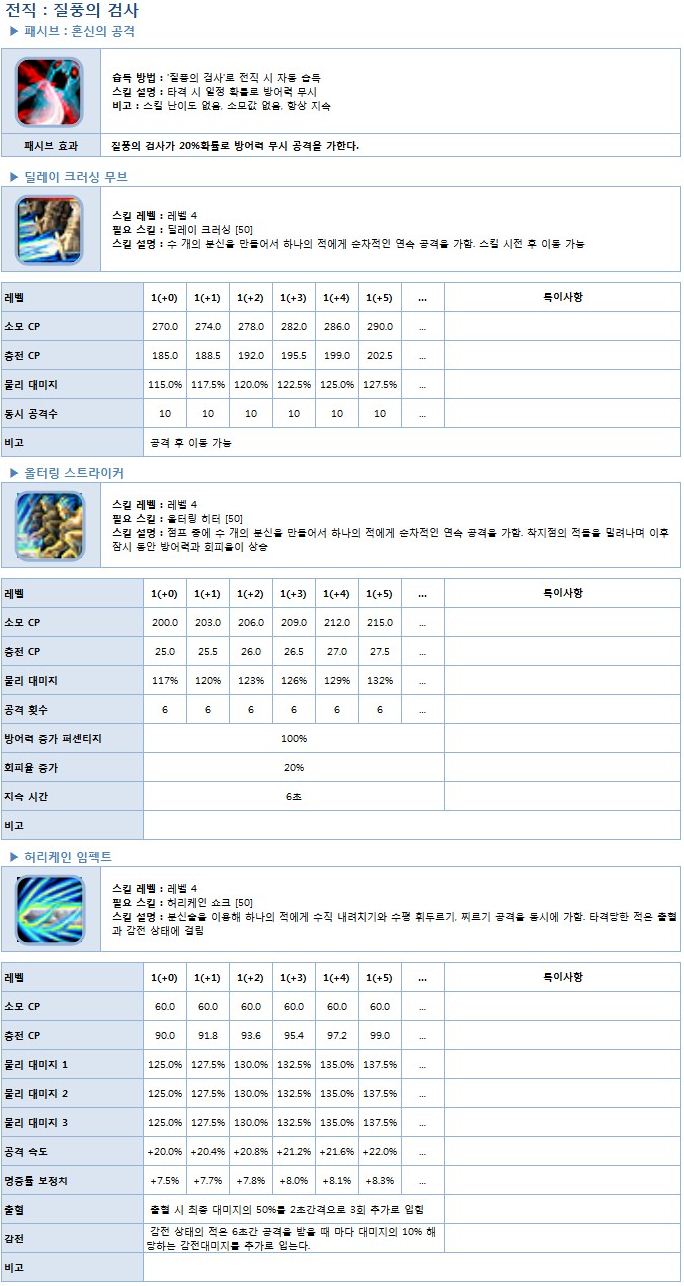 전직 : 질풍의 검사
▶ 패시브 : 혼신의 공격
습득 방법 : '질풍의 검사'로 전직 시 자동 습득
스킬 설명 : 타격 시 일정 확률로 방어력 무시
비고 : 스킬 난이도 없음, 소모값 없음, 항상 지속
패시브 효과 질풍의 검사가 20%확률로 방어력 무시 공격을 가한다.
▶ 딜레이 크러싱 무브
스킬 레벨 : 레벨 4
필요 스킬 : 딜레이 크러싱 [50]
스킬 설명 : 수 개의 분신을 만들어서 하나의 적에게 순차적인 연속 공격을 가함. 스킬 시전 후 이동 가능
레벨 1(+0) 1(+1) 1(+2) 1(+3) 1(+4) 1(+5) ... 특이사항
소모 CP 270.0 274.0 278.0 282.0 286.0 290.0 ...
충전 CP 185.0 188.5 192.0 195.5 199.0 202.5 ...
물리 대미지 115.0% 117.5% 120.0% 122.5% 125.0% 127.5% ...
동시 공격수 10 10 10 10 10 10 ...
비고 공격 후 이동 가능
▶ 올터링 스트라이커
스킬 레벨 : 레벨 4
필요 스킬 : 올터링 히터 [50]
스킬 설명 : 점프 중에 수 개의 분신을 만들어서 하나의 적에게 순차적인 연속 공격을 가함. 착지점의 적들을 밀려나며 이후
잠시 동안 방어력과 회피율이 상승
레벨 1(+0) 1(+1) 1(+2) 1(+3) 1(+4) 1(+5) ... 특이사항
소모 CP 200.0 203.0 206.0 209.0 212.0 215.0 ...
충전 CP 25.0 25.5 26.0 26.5 27.0 27.5 ...
물리 대미지 117% 120% 123% 126% 129% 132% ...
공격 횟수 6 6 6 6 6 6 ...
방어력 증가 퍼센티지 100%
회피율 증가 20%
지속 시간 6초
비고
▶ 허리케인 임펙트
스킬 레벨 : 레벨 4
필요 스킬 : 허리케인 쇼크 [50]
스킬 설명 : 분신술을 이용해 하나의 적에게 수직 내려치기와 수평 휘두르기, 찌르기 공격을 동시에 가함. 타격당한 적은 출혈
과 감전 상태에 걸림
레벨 1(+0) 1(+1) 1(+2) 1(+3) 1(+4) 1(+5) ... 특이사항
소모 CP 60.0 60.0 60.0 60.0 60.0 60.0 ...
충전 CP 90.0 91.8 93.6 95.4 97.2 99.0 ...
물리 대미지 1 125.0% 127.5% 130.0% 132.5% 135.0% 137.5% ...
물리 대미지 2 125.0% 127.5% 130.0% 132.5% 135.0% 137.5% ...
물리 대미지 3 125.0% 127.5% 130.0% 132.5% 135.0% 137.5% ...
공격 속도 +20.0% +20.4% +20.8% +21.2% +21.6% +22.0% ...
명중률 보정치 +7.5% +7.7% +7.8% +8.0% +8.1% +8.3% ...
출혈 출혈 시 최종 대미지의 50%를 2초간격으로 3회 추가로 입힘
감전 감전 상태의 적은 6초간 공격을 받을 때 마다 대미지의 10% 해
당하는 감전대미지를 추가로 입는다.
비고